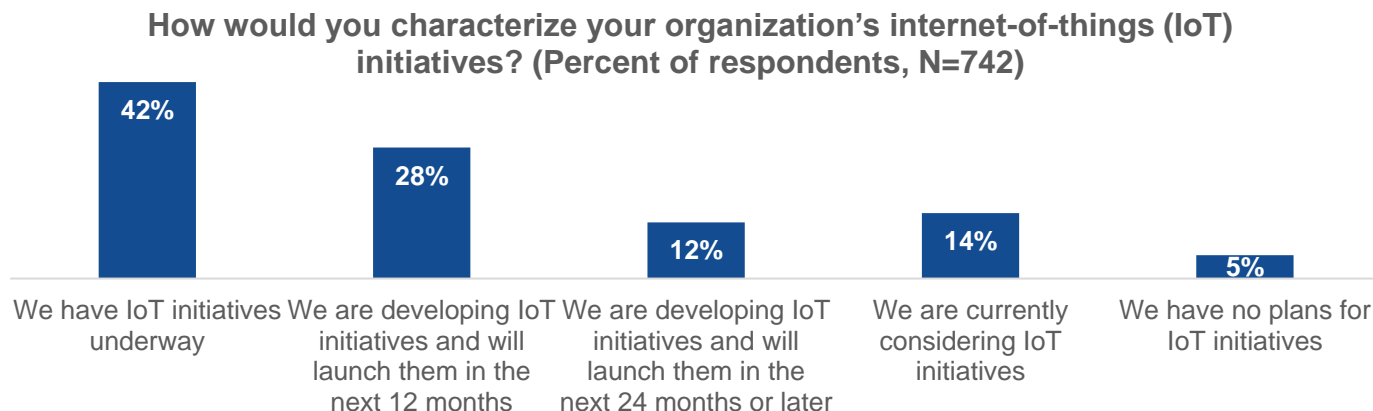 How would you characterize your organization’s internet-of-things (IoT)
initiatives? (Percent of respondents, N=742)
42%
28%
12%
14%
5%
We have IoT initiatives
underway
We are developing IoT
initiatives and will
launch them in the
next 12 months
We are developing IoT
initiatives and will
launch them in the
next 24 months or later
We are currently
considering IoT
initiatives
We have no plans for
IoT initiatives